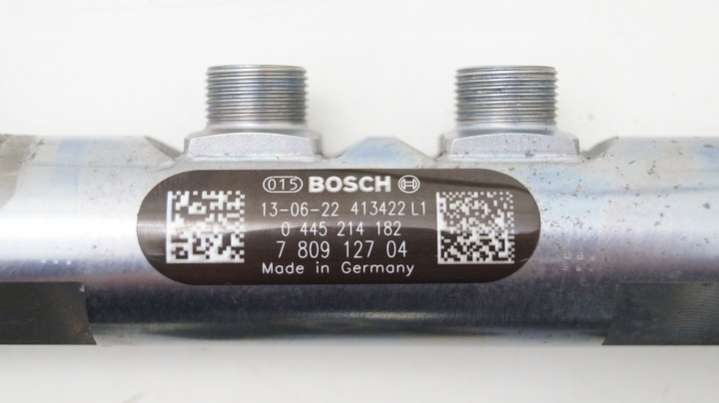 015 BOSCH
13-06-22 413422 L1
0 445 214 182
7 809 127 04
Made in Germany